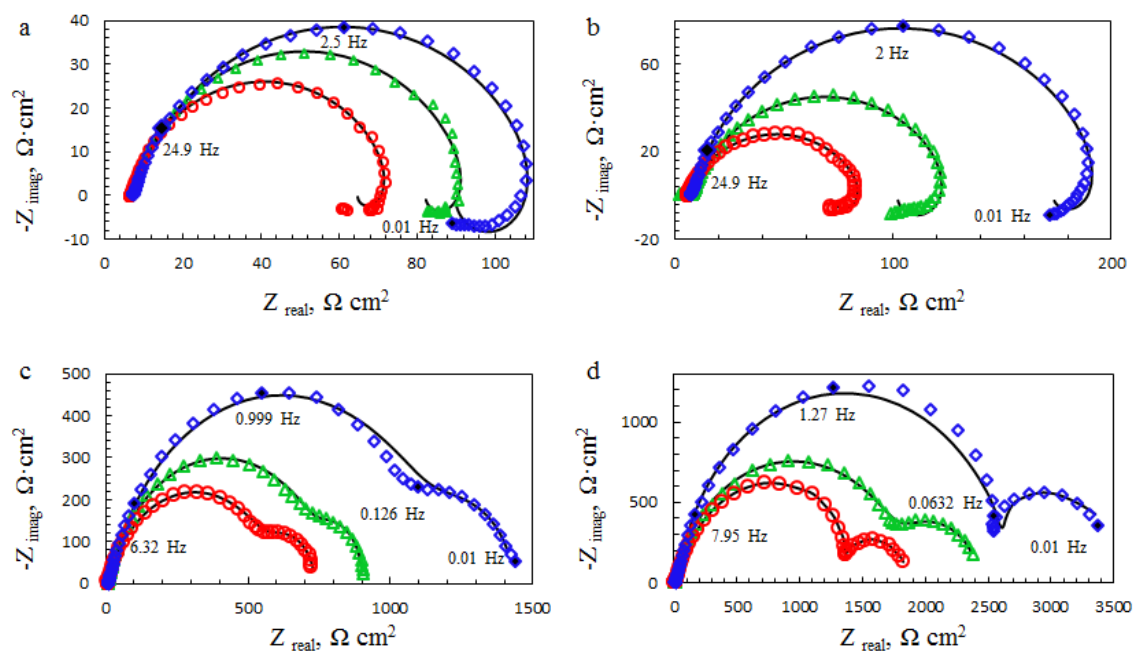 a
40
30
20
10
0
-10
-Z imag, Ω·cm2
2.5 Hz
24.9 Hz
0.01 Hz
0 20 40 60 80 100
Z real, Ω cm2
b
60
20
-20
-Z imag, Ω·cm2
2 Hz
24.9 Hz
0.01 Hz
0 100 200
Z real, Ω cm2
c
500
400
300
200
100
0
-Z imag, Ω·cm2
0.999 Hz
0.126 Hz
6.32 Hz
0.01 Hz
0 500 1000 1500
Z real, Ω cm2
d
1000
500
0
-Z imag, Ω·cm2
1.27 Hz
0.0632 Hz
7.95 Hz
0.01 Hz
0 500 1000 1500 2000 2500 3000 3500
Z real, Ω cm2